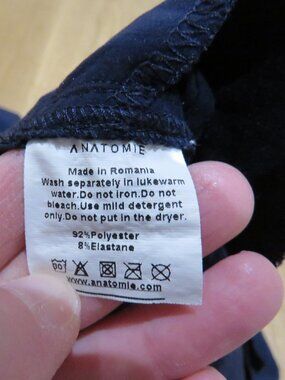 ANATOMIE
Made in Romania
Wash separately in lukewarm
water.Do not iron.Do not
bleach.Use mild detergent
only.Do not put in the dryer.
92%Polyester
8%Elastane
www.anatomie.com